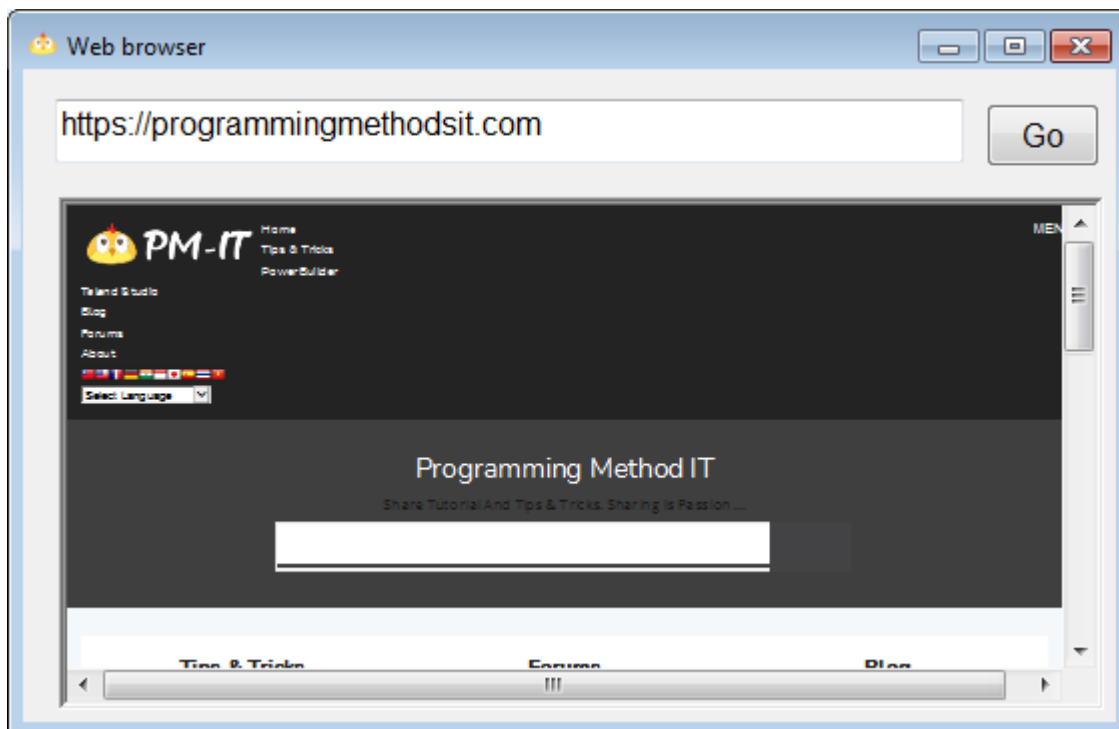 Web browser
https://programmingmethodsit.com
Go
PM-IT
Home
Tips & Tricks
PowerBuilder
MEN
Talend Studio
Blog
Forums
About
Select Language
Programming Method IT
Share Tutorial And Tips & Tricks. Sharing Is Passion ...
Tips & Tricks Forums Blog